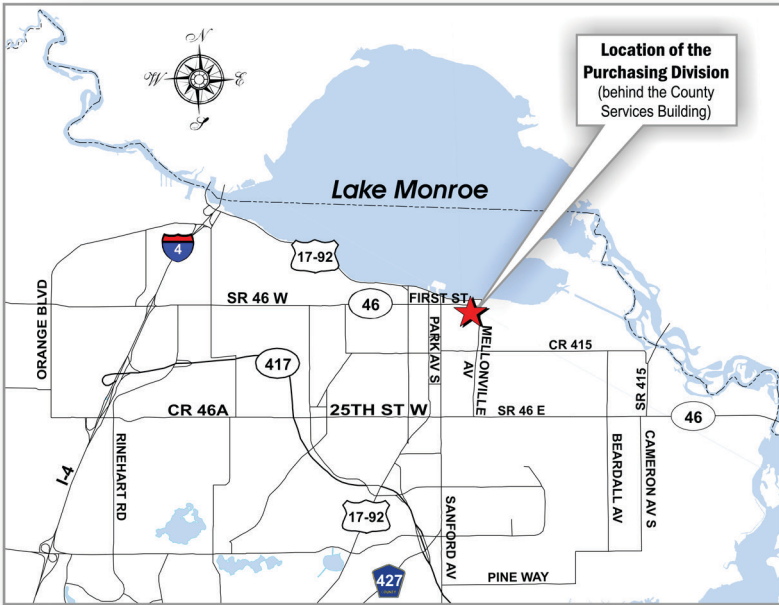 N
W
E
S
Location of the
Purchasing Division
(behind the County
Services Building)
Lake Monroe
4
17-92
ORANGE BLVD
SR 46 W
46
FIRST ST
PARK AV S
MELLONVILLE
AV
CR 415
SR 415
417
CR 46A
25TH ST W
SR 46 E
46
I-4
RINEHART RD
17-92
SANFORD AV
BEARDALL AV
CAMERON AV S
427
PINE WAY